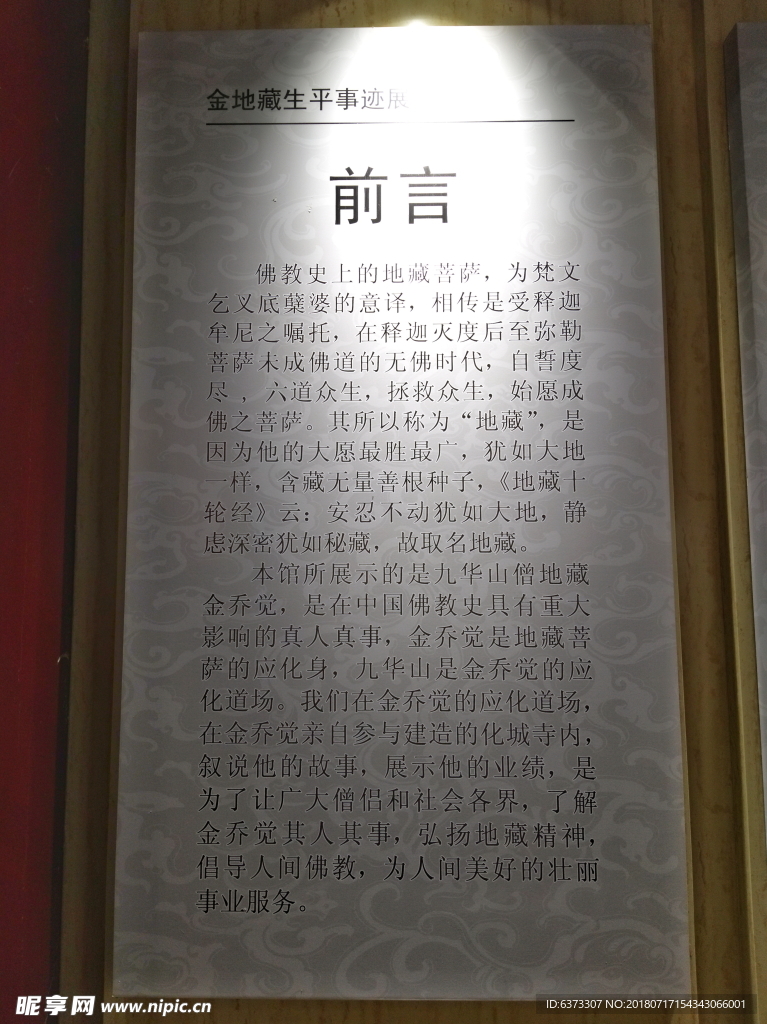 金地藏生平事迹展
前言
佛教史上的地藏菩萨，为梵文
乞叉底蘖婆的意译，相传是受释迦
牟尼之嘱托，在释迦灭度后至弥勒
菩萨未成佛道的无佛时代，自誓度
尽，六道众生，拯救众生，始愿成
佛之菩萨。其所以称为“地藏”，是
因为他的大愿最胜最广，犹如大地
一样，含藏无量善根种子，《地藏十
轮经》云：安忍不动犹如大地，静
虑深密犹如秘藏，故取名地藏。
本馆所展示的是九华山僧地藏
金乔觉，是在中国佛教史具有重大
影响的真人真事，金乔觉是地藏菩
萨的应化身，九华山是金乔觉的应
化道场。我们在金乔觉的应化道场，
在金乔觉亲自参与建造的化城寺内，
叙说他的故事，展示他的业绩，是
为了让广大僧侣和社会各界，了解
金乔觉其人其事，弘扬地藏精神，
倡导人间佛教，为人间美好的壮丽
事业服务。
昵享网 www.nipic.cn
ID:6373307 NO:20180717154343066001